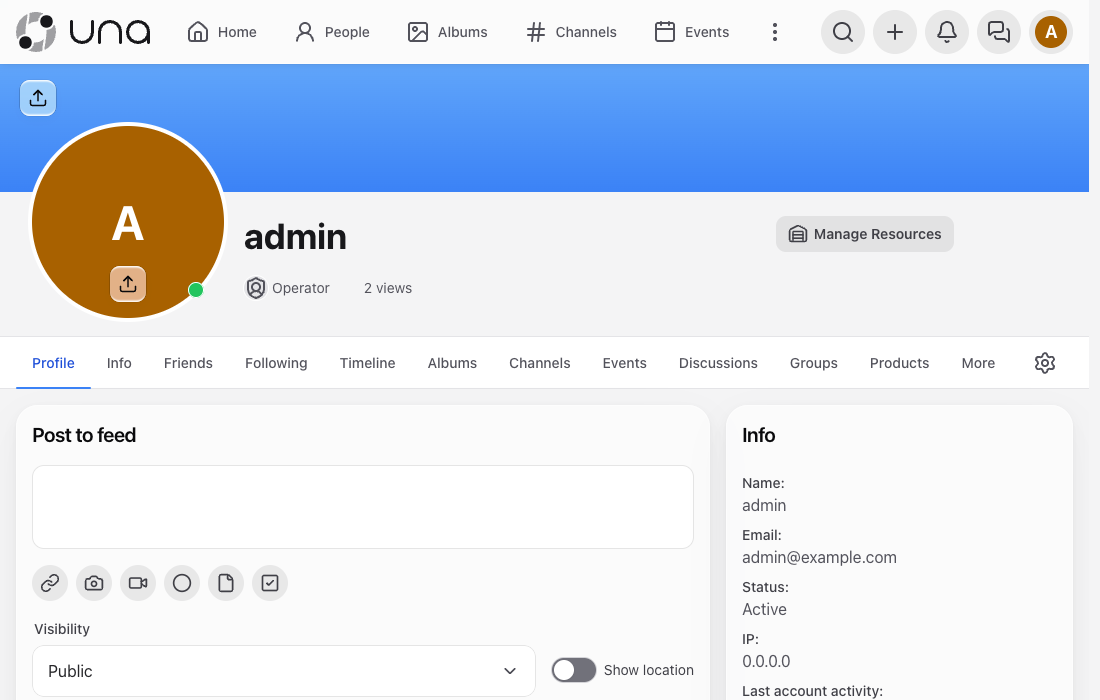 una
Home
People
Albums
Channels
Events
A
A
admin
Manage Resources
Operator
2 views
Profile
Info
Friends
Following
Timeline
Albums
Channels
Events
Discussions
Groups
Products
More
Post to feed
Visibility
Public
Show location
Info
Name:
admin
Email:
admin@example.com
Status:
Active
IP:
0.0.0.0
Last account activity: